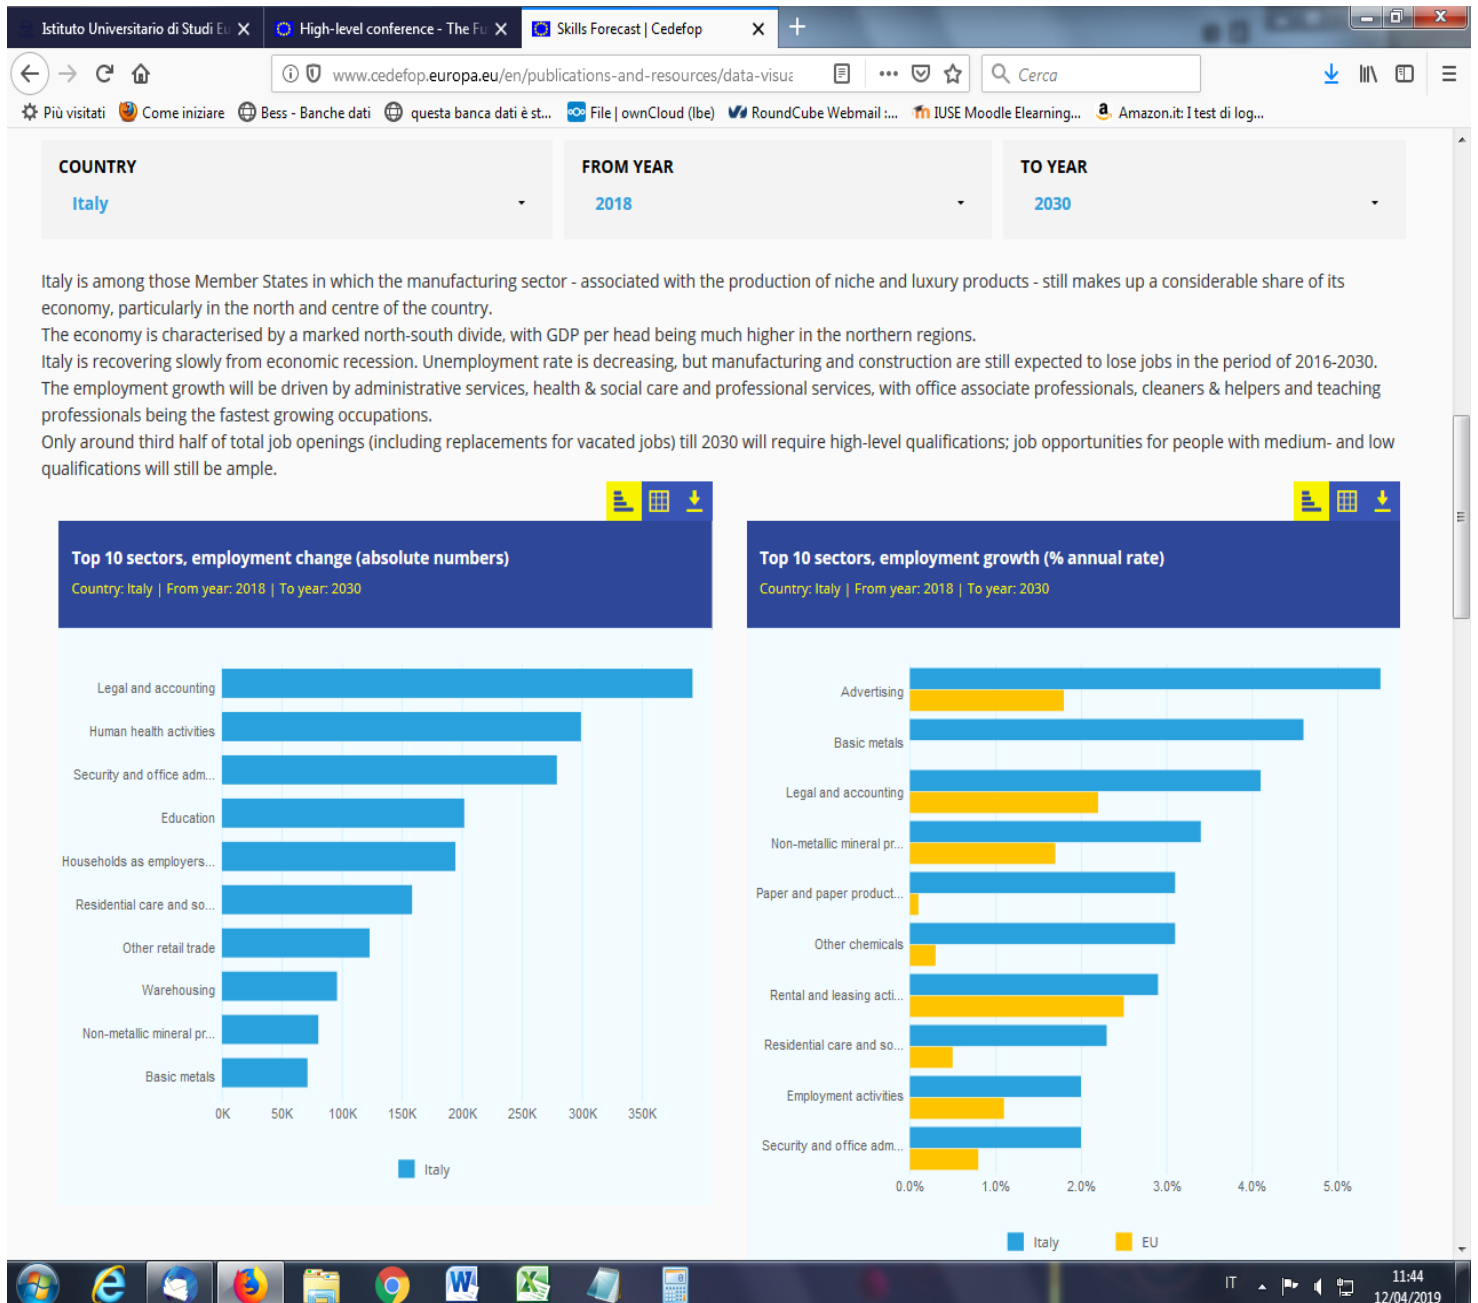 Istituto Universitario di Studi Eu
High-level conference - The Fu
Skills Forecast | Cedefop
www.cedefop.europa.eu/en/publications-and-resources/data-visua
Cerca
Più visitati
Come iniziare
Bess - Banche dati
questa banca dati è st...
File | ownCloud (lbe)
RoundCube Webmail :...
IUSE Moodle Elearning...
Amazon.it: I test di log...
COUNTRY
Italy
FROM YEAR
2018
TO YEAR
2030
Italy is among those Member States in which the manufacturing sector - associated with the production of niche and luxury products - still makes up a considerable share of its
economy, particularly in the north and centre of the country.
The economy is characterised by a marked north-south divide, with GDP per head being much higher in the northern regions.
Italy is recovering slowly from economic recession. Unemployment rate is decreasing, but manufacturing and construction are still expected to lose jobs in the period of 2016-2030.
The employment growth will be driven by administrative services, health & social care and professional services, with office associate professionals, cleaners & helpers and teaching
professionals being the fastest growing occupations.
Only around third half of total job openings (including replacements for vacated jobs) till 2030 will require high-level qualifications; job opportunities for people with medium- and low
qualifications will still be ample.
Top 10 sectors, employment change (absolute numbers)
Country: Italy | From year: 2018 | To year: 2030
Legal and accounting
Human health activities
Security and office adm...
Education
Households as employers...
Residential care and so...
Other retail trade
Warehousing
Non-metallic mineral pr...
Basic metals
0K 50K 100K 150K 200K 250K 300K 350K
Italy
Top 10 sectors, employment growth (% annual rate)
Country: Italy | From year: 2018 | To year: 2030
Advertising
Basic metals
Legal and accounting
Non-metallic mineral pr...
Paper and paper product...
Other chemicals
Rental and leasing acti...
Residential care and so...
Employment activities
Security and office adm...
0.0% 1.0% 2.0% 3.0% 4.0% 5.0%
Italy EU
IT
11:44
12/04/2019